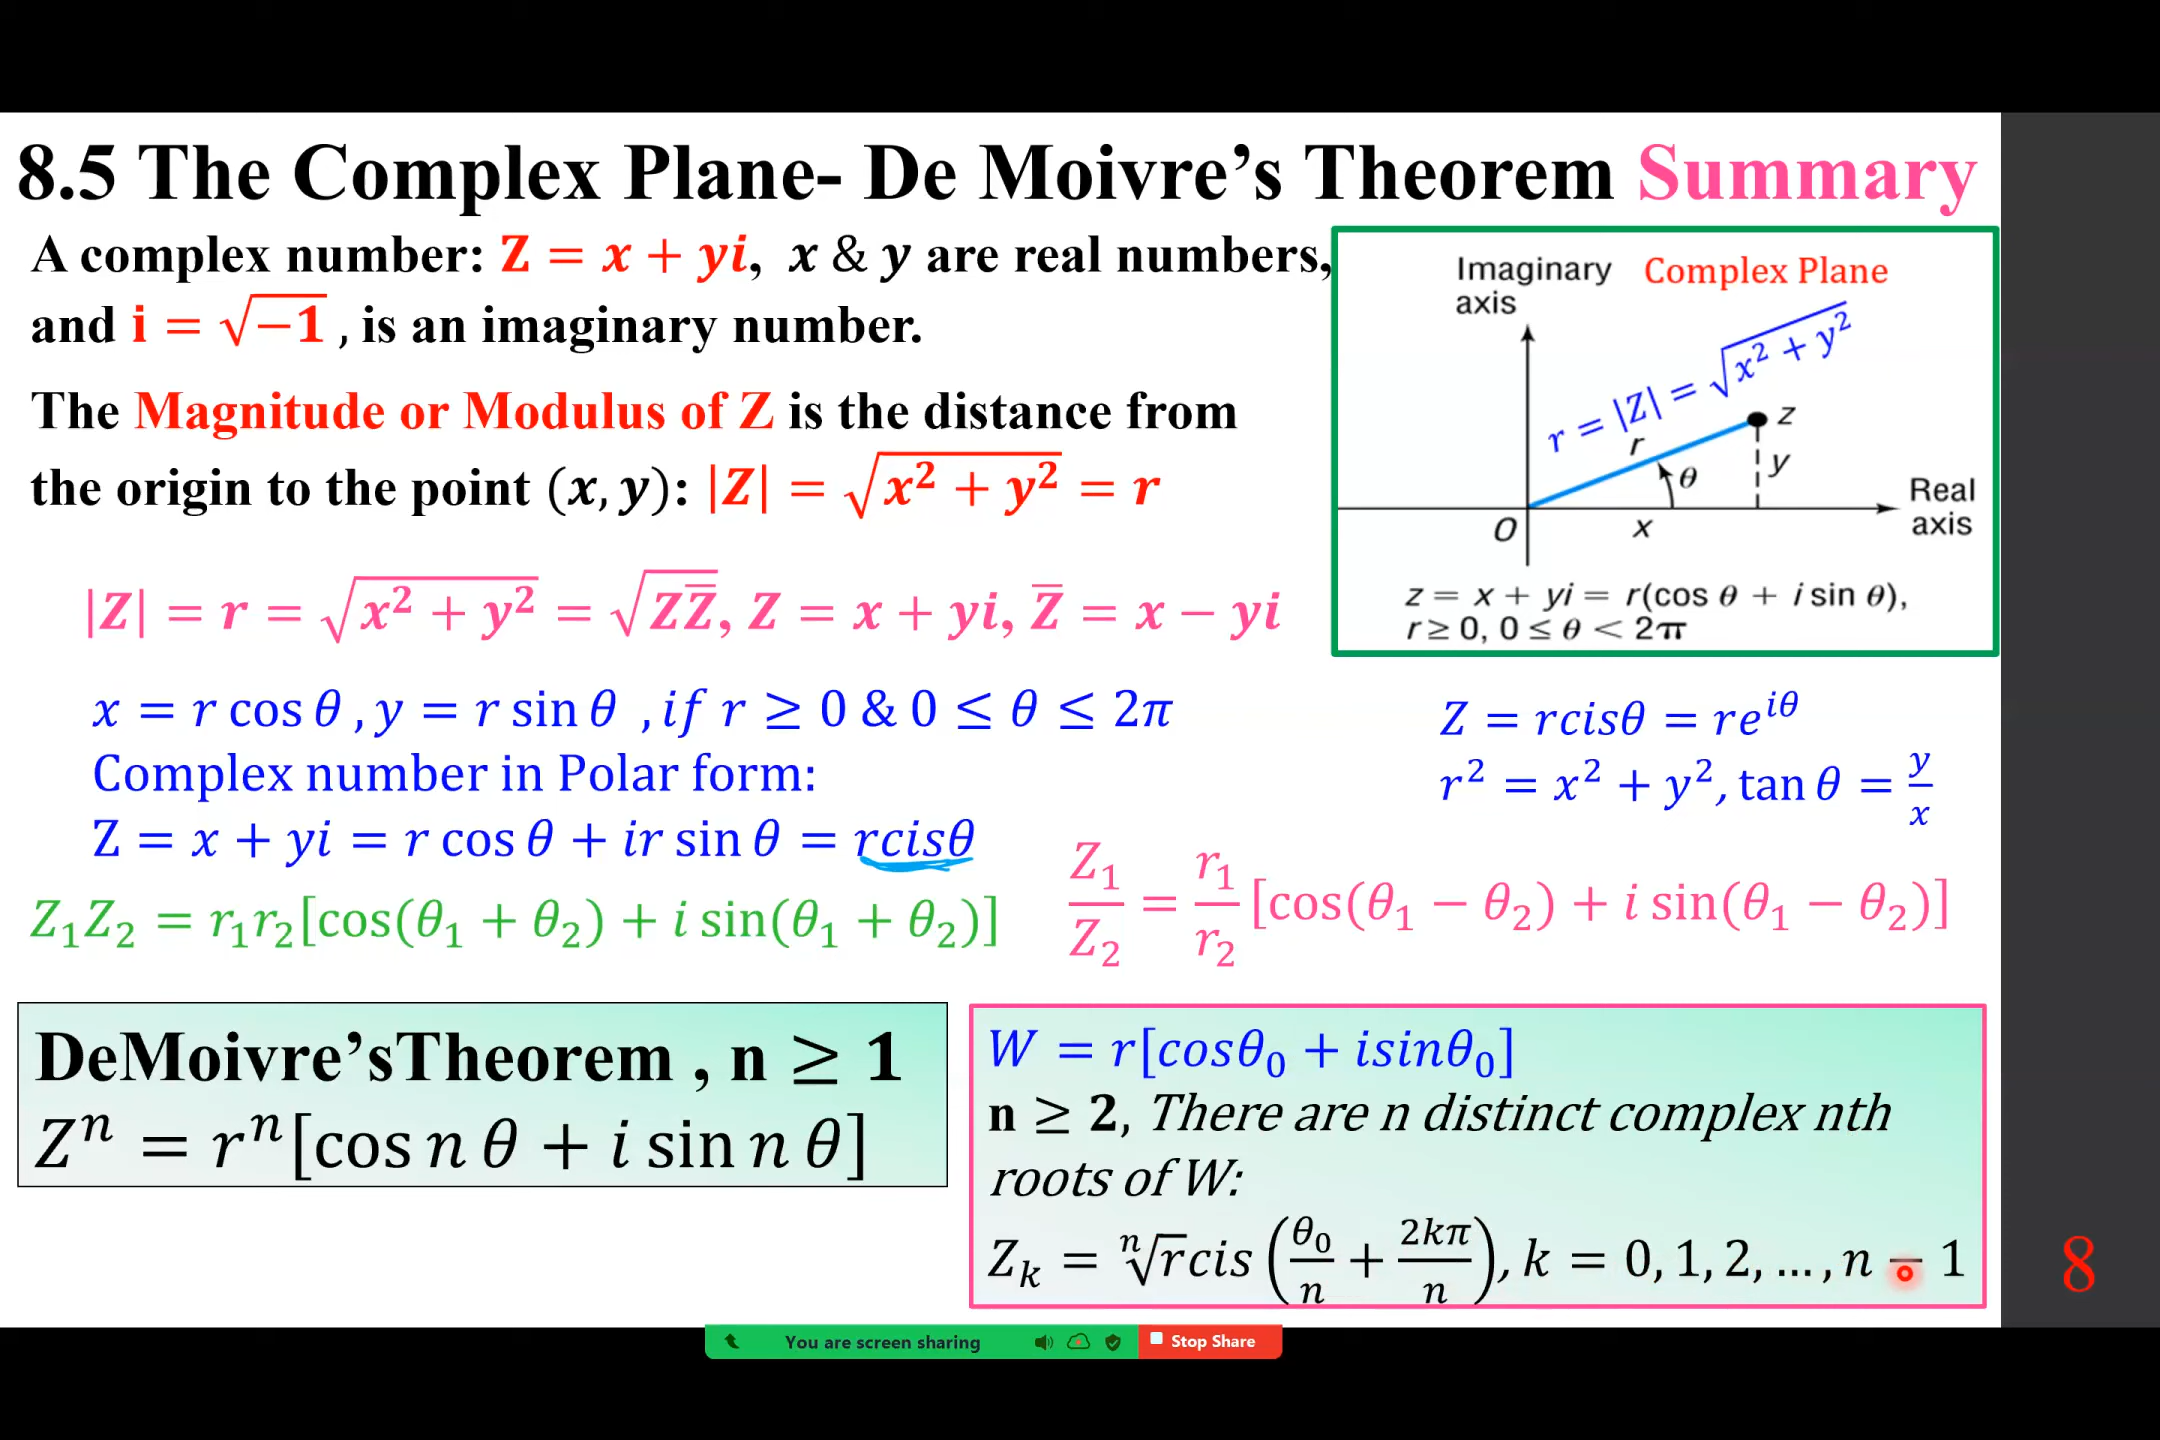 8.5 The Complex Plane- De Moivre’s Theorem Summary
A complex number: Z = x + yi, x & y are real numbers,
and i = √−1 , is an imaginary number.
The Magnitude or Modulus of Z is the distance from
the origin to the point (x, y): |Z| = √(x² + y²) = r
Imaginary axis
Complex Plane
r = |Z| = √(x² + y²)
z
r
θ
y
Real axis
O
x
z = x + yi = r(cos θ + i sin θ),
r ≥ 0, 0 ≤ θ < 2π
|Z| = r = √(x² + y²) = √(ZZ̅), Z = x + yi, Z̅ = x − yi
x = r cos θ , y = r sin θ , if r ≥ 0 & 0 ≤ θ ≤ 2π
Complex number in Polar form:
Z = x + yi = r cos θ + ir sin θ = rcisθ
Z = rcisθ = re^{iθ}
r² = x² + y², tan θ = y/x
Z₁Z₂ = r₁r₂[cos(θ₁ + θ₂) + i sin(θ₁ + θ₂)]
Z₁/Z₂ = r₁/r₂ [cos(θ₁ − θ₂) + i sin(θ₁ − θ₂)]
DeMoivre’sTheorem , n ≥ 1
Zⁿ = rⁿ[cos n θ + i sin n θ]
W = r[cosθ₀ + isinθ₀]
n ≥ 2, There are n distinct complex nth
roots of W:
Z_k = ⁿ√r cis (θ₀/n + 2kπ/n), k = 0, 1, 2, … , n − 1
8
You are screen sharing
Stop Share